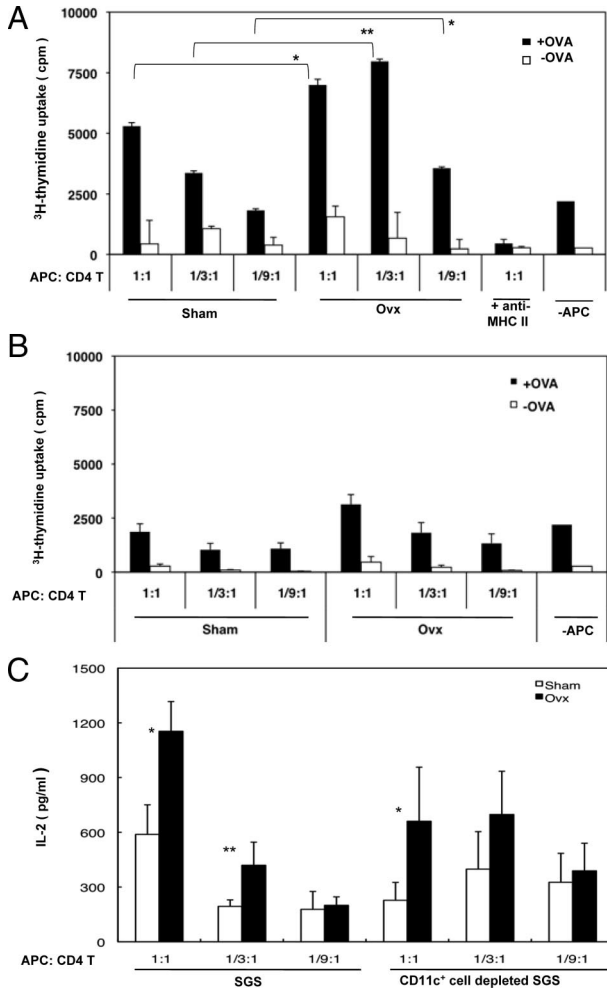 A
10000
7500
5000
2500
0
³H-thymidine uptake ( cpm )
*
**
*
+OVA
-OVA
APC: CD4 T
1:1 1/3:1 1/9:1 1:1 1/3:1 1/9:1 1:1
Sham Ovx + anti- -APC
MHC II
B
10000
7500
5000
2500
0
³H-thymidine uptake ( cpm )
+OVA
-OVA
APC: CD4 T
1:1 1/3:1 1/9:1 1:1 1/3:1 1/9:1
Sham Ovx -APC
C
1500
1200
900
600
300
0
IL-2 ( pg/ml )
Sham
Ovx
*
**
*
APC: CD4 T
1:1 1/3:1 1/9:1 1:1 1/3:1 1/9:1
SGS CD11c⁺ cell depleted SGS